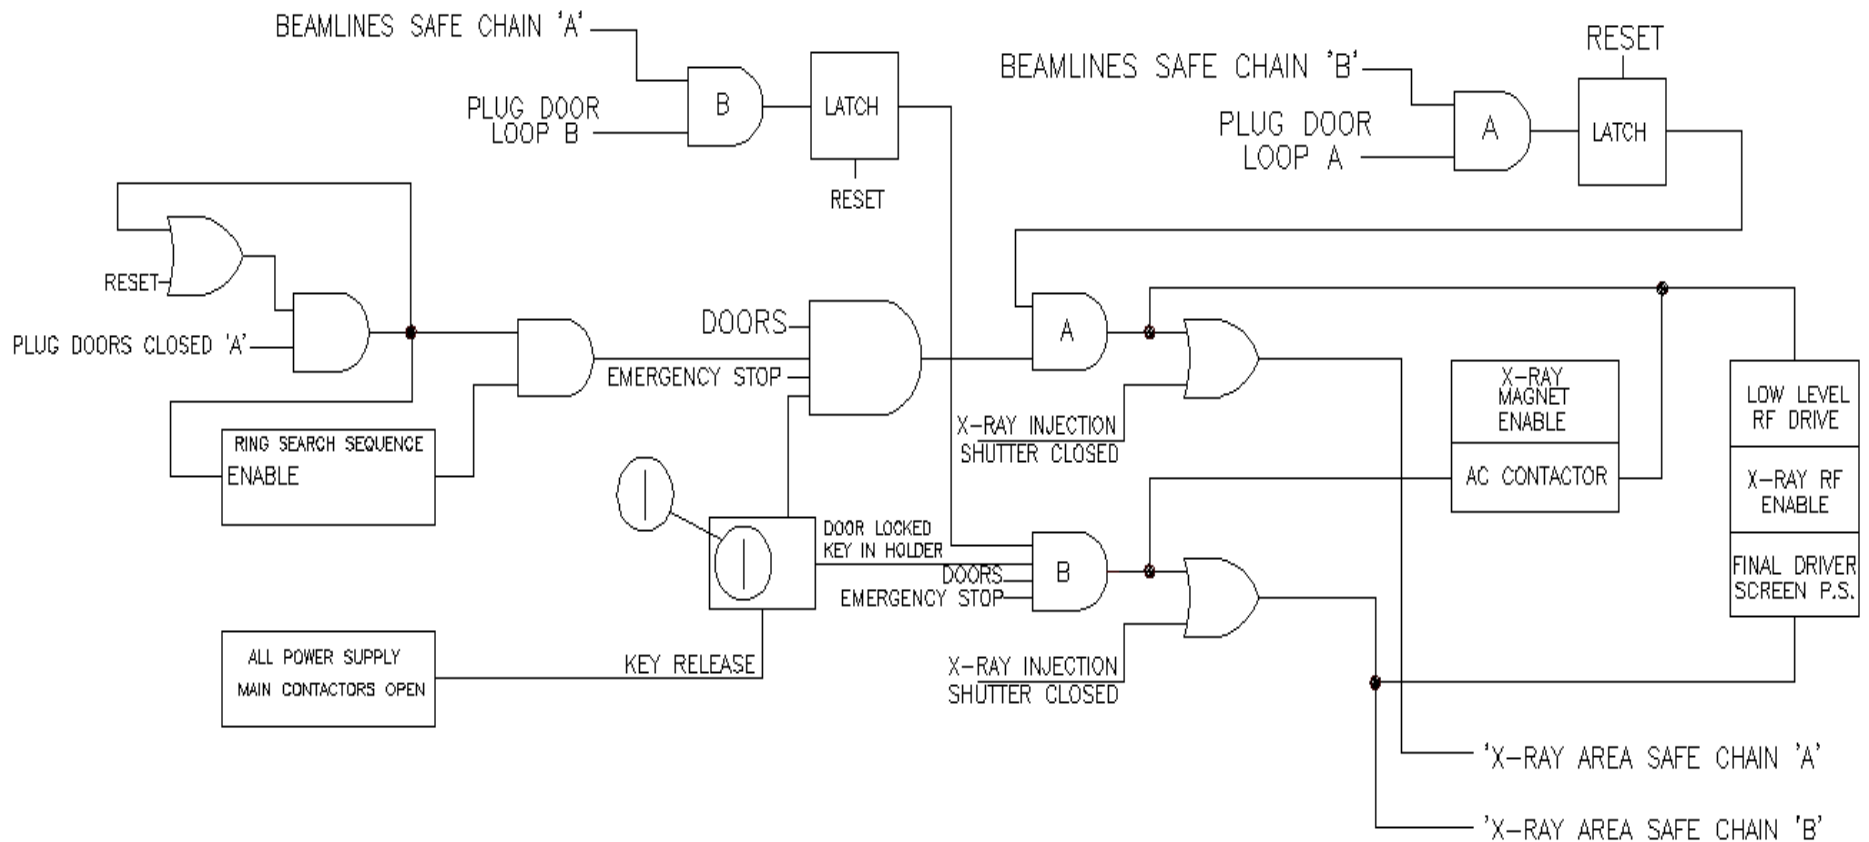 BEAMLINES SAFE CHAIN 'A'
PLUG DOOR
LOOP B
B
LATCH
RESET
BEAMLINES SAFE CHAIN 'B'
PLUG DOOR
LOOP A
A
RESET
LATCH
RESET
PLUG DOORS CLOSED 'A'
RING SEARCH SEQUENCE
ENABLE
DOORS
EMERGENCY STOP
A
X-RAY INJECTION
SHUTTER CLOSED
X-RAY
MAGNET
ENABLE
AC CONTACTOR
LOW LEVEL
RF DRIVE
X-RAY RF
ENABLE
FINAL DRIVER
SCREEN P.S.
DOOR LOCKED
KEY IN HOLDER
DOORS
EMERGENCY STOP
B
ALL POWER SUPPLY
MAIN CONTACTORS OPEN
KEY RELEASE
X-RAY INJECTION
SHUTTER CLOSED
'X-RAY AREA SAFE CHAIN 'A'
'X-RAY AREA SAFE CHAIN 'B'